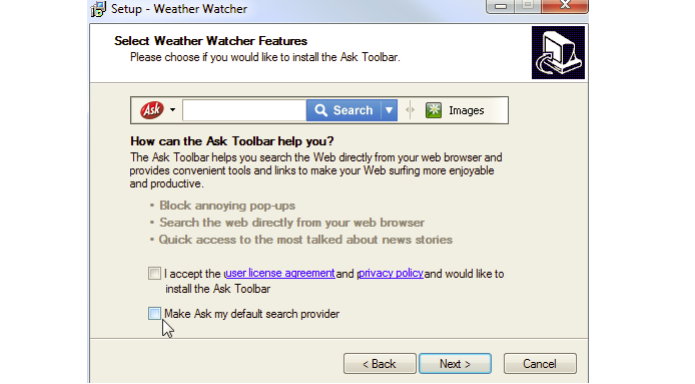 Setup - Weather Watcher
Select Weather Watcher Features
Please choose if you would like to install the Ask Toolbar.
Ask
Search
Images
How can the Ask Toolbar help you?
The Ask Toolbar helps you search the Web directly from your web browser and
provides convenient tools and links to make your Web surfing more enjoyable
and productive.
• Block annoying pop-ups
• Search the web directly from your web browser
• Quick access to the most talked about news stories
I accept the user license agreement and privacy policy and would like to
install the Ask Toolbar
Make Ask my default search provider
< Back
Next >
Cancel